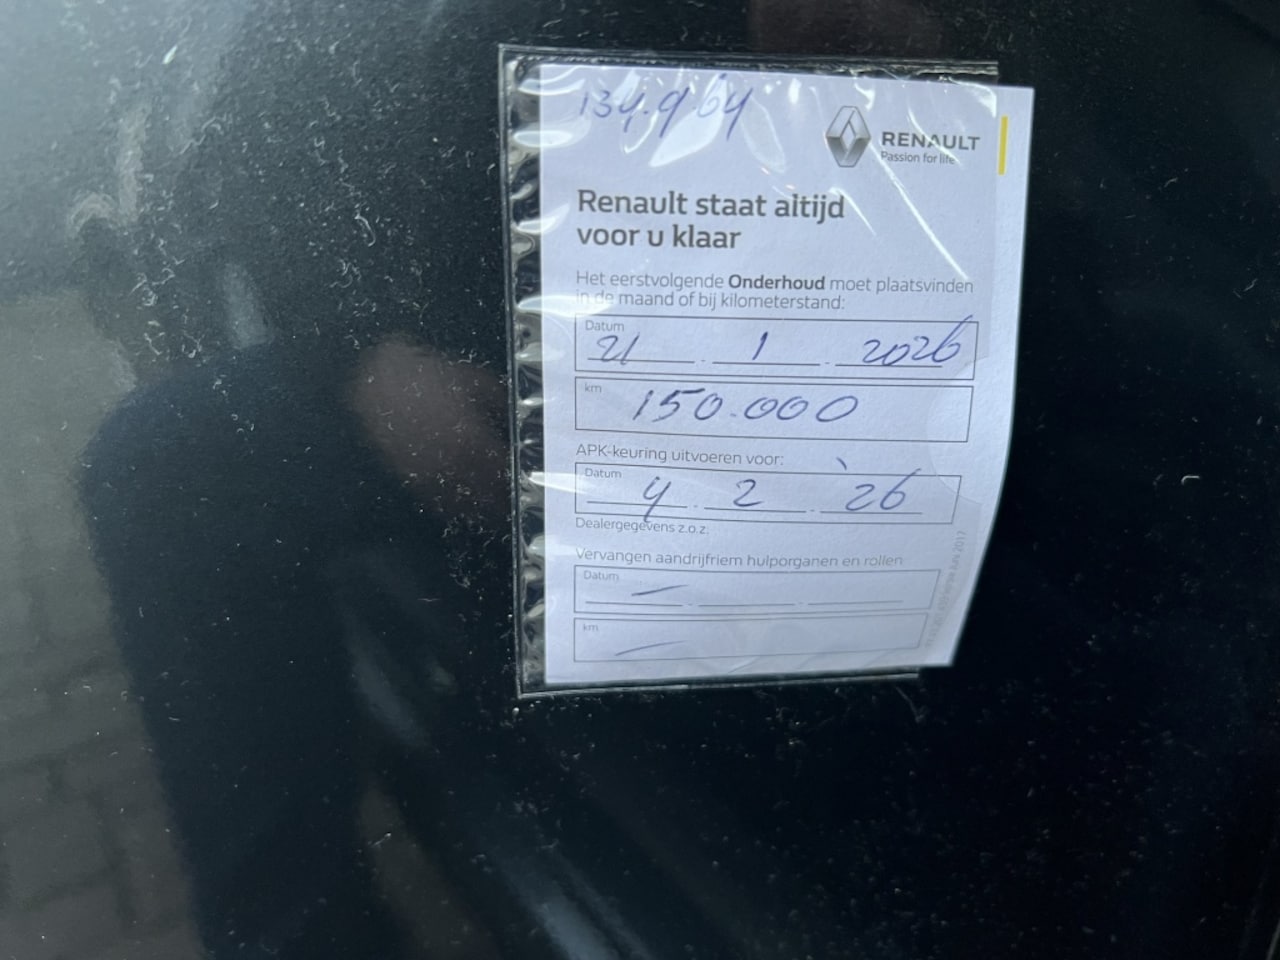 134.964
RENAULT
Passion for life
Renault staat altijd
voor u klaar
Het eerstvolgende Onderhoud moet plaatsvinden
in de maand of bij kilometerstand:
Datum
21 . 1 . 2026
km
150.000
APK-keuring uitvoeren voor:
Datum
4 . 2 . '26
Dealergegevens z.o.z.
Vervangen aandrijfriem hulporganen en rollen
Datum
—
km
—